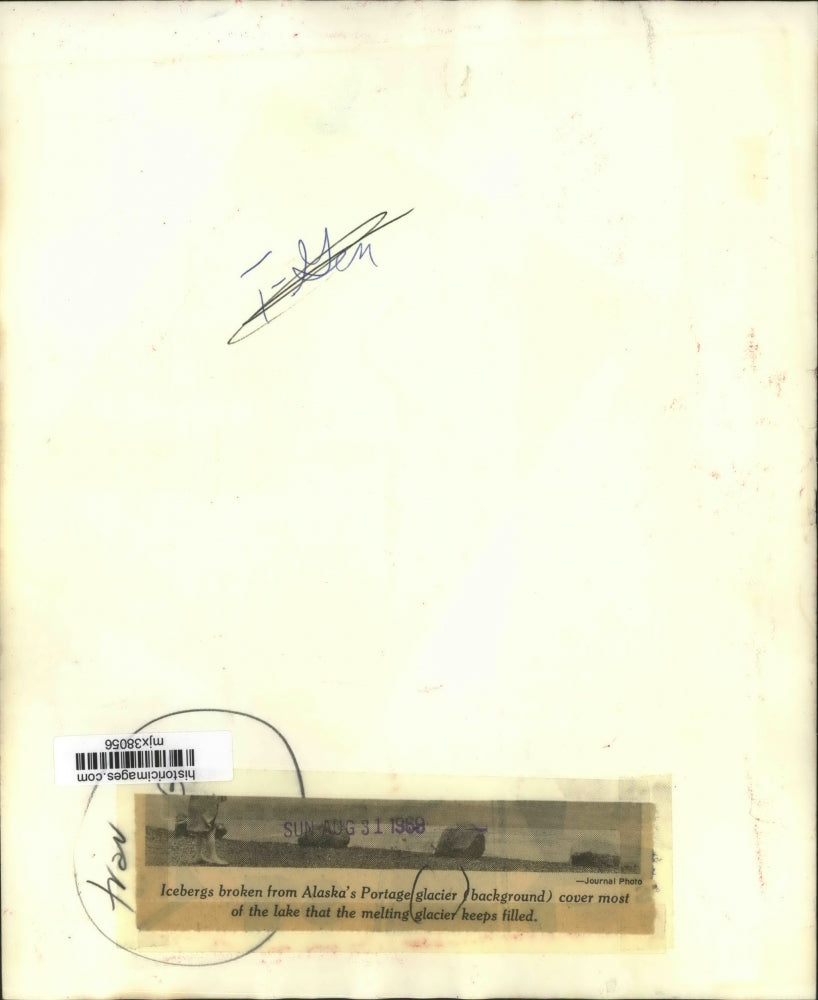 historicimages.com
mjx38056
SUN AUG 31 1969
—Journal Photo
Icebergs broken from Alaska's Portage glacier (background) cover most
of the lake that the melting glacier keeps filled.